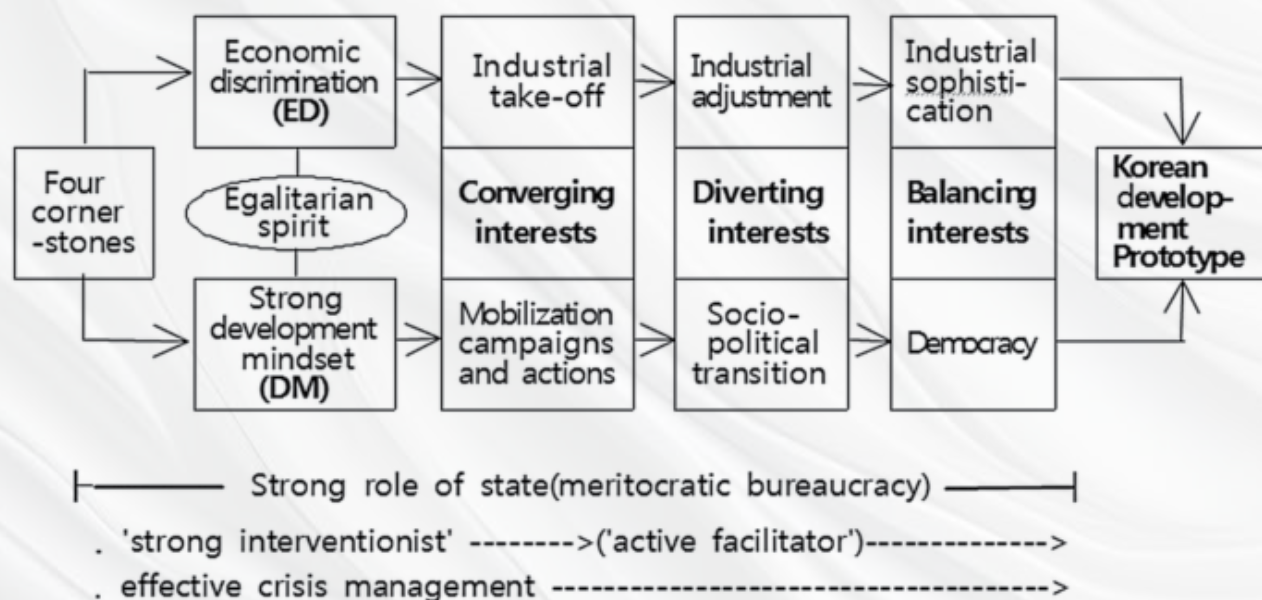 Four
corner
-stones
Economic
discrimination
(ED)
Egalitarian
spirit
Strong
development
mindset
(DM)
Industrial
take-off
Converging
interests
Mobilization
campaigns
and actions
Industrial
adjustment
Diverting
interests
Socio-
political
transition
Industrial
sophisti-
cation
Balancing
interests
Democracy
Korean
develop-
ment
Prototype
Strong role of state(meritocratic bureaucracy)
. 'strong interventionist' -------->('active facilitator')-------------->
. effective crisis management ---------------------------------------->